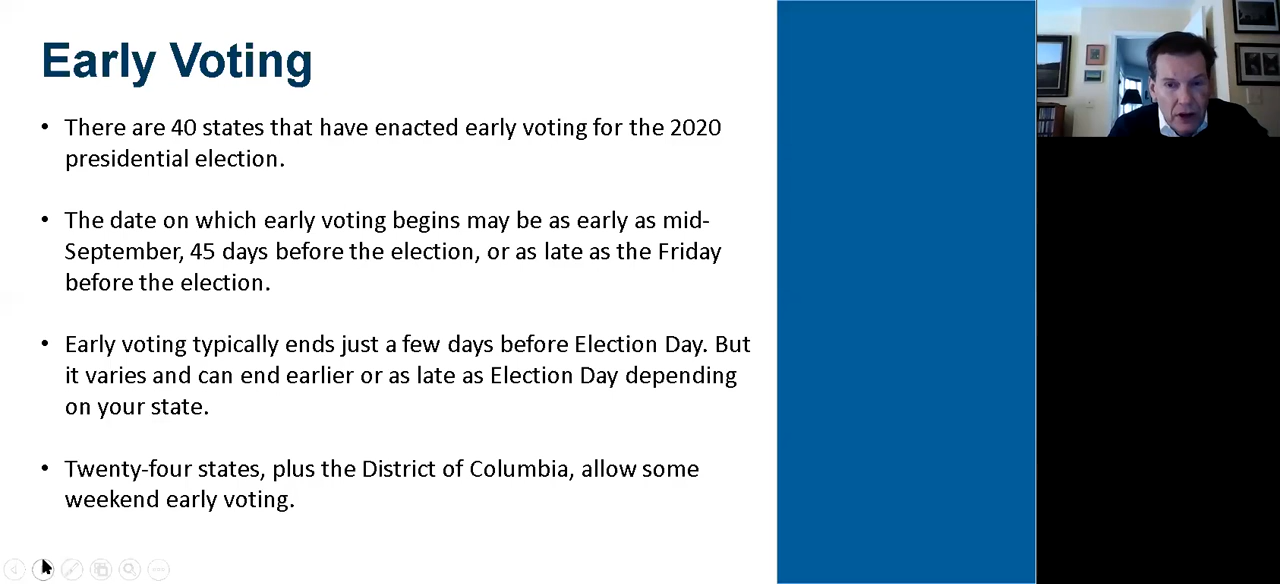 Early Voting
• There are 40 states that have enacted early voting for the 2020
presidential election.
• The date on which early voting begins may be as early as mid-
September, 45 days before the election, or as late as the Friday
before the election.
• Early voting typically ends just a few days before Election Day. But
it varies and can end earlier or as late as Election Day depending
on your state.
• Twenty-four states, plus the District of Columbia, allow some
weekend early voting.